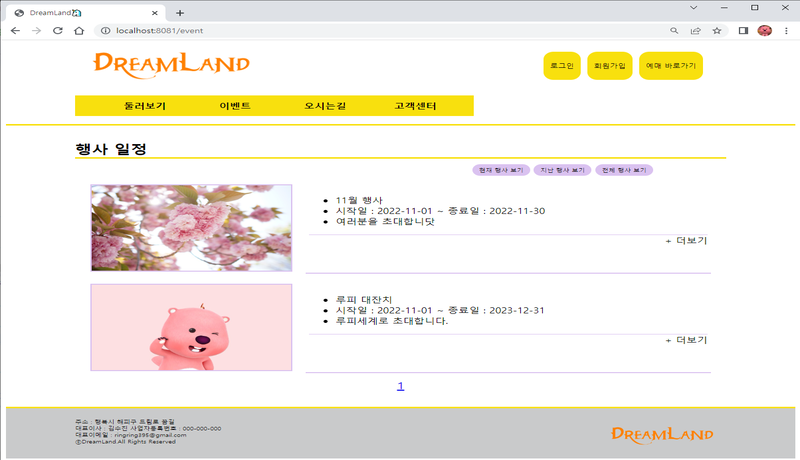 DreamLand
localhost:8081/event
DREAMLAND
로그인
회원가입
예매 바로가기
둘러보기
이벤트
오시는길
고객센터
행사 일정
현재 행사 보기
지난 행사 보기
전체 행사 보기
11월 행사
시작일 : 2022-11-01 ~ 종료일 : 2022-11-30
여러분을 초대합니닷
+ 더보기
루피 대잔치
시작일 : 2022-11-01 ~ 종료일 : 2023-12-31
루피세계로 초대합니다.
+ 더보기
1
주소 : 행복시 해피구 드림로 꿈길
대표이사 : 김수진 사업자등록번호 : 000-000-000
대표이메일 : ringring395@gmail.com
ⓒDreamLand.All Rights Reserved
DREAMLAND